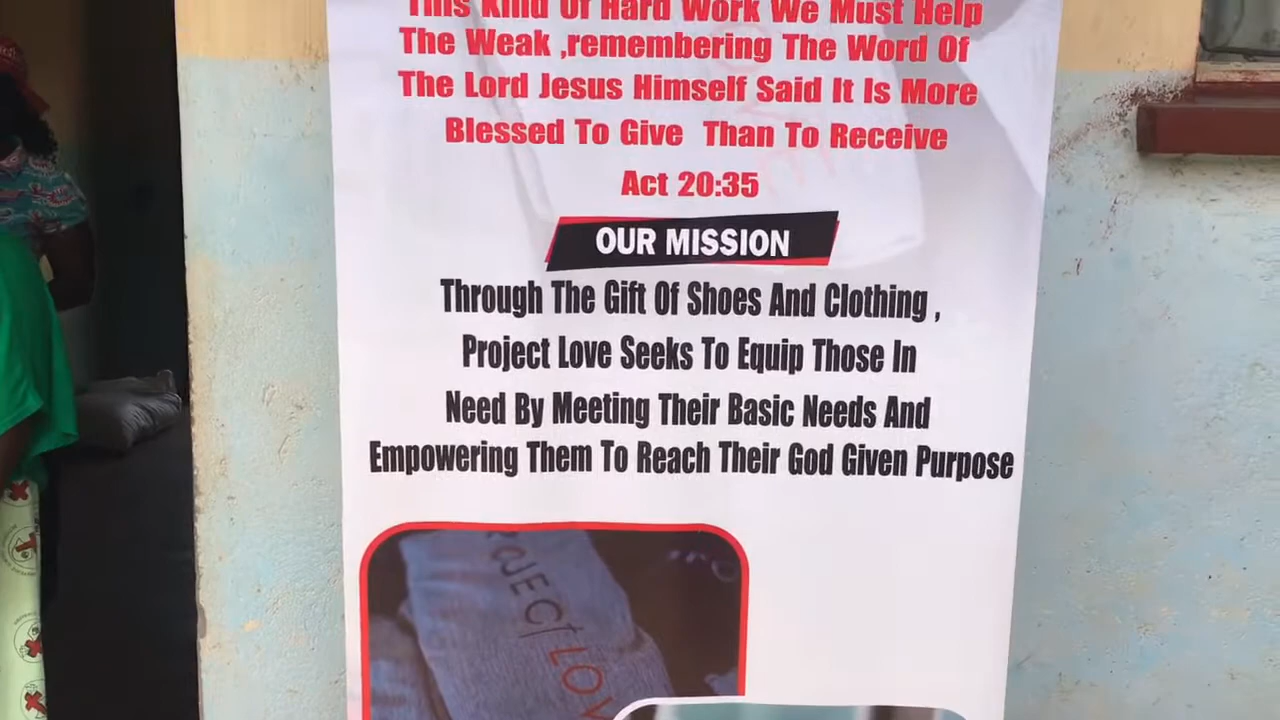 This Kind Of Hard Work We Must Help
The Weak ,remembering The Word Of
The Lord Jesus Himself Said It Is More
Blessed To Give Than To Receive
Act 20:35
OUR MISSION
Through The Gift Of Shoes And Clothing ,
Project Love Seeks To Equip Those In
Need By Meeting Their Basic Needs And
Empowering Them To Reach Their God Given Purpose
OJECT LOV